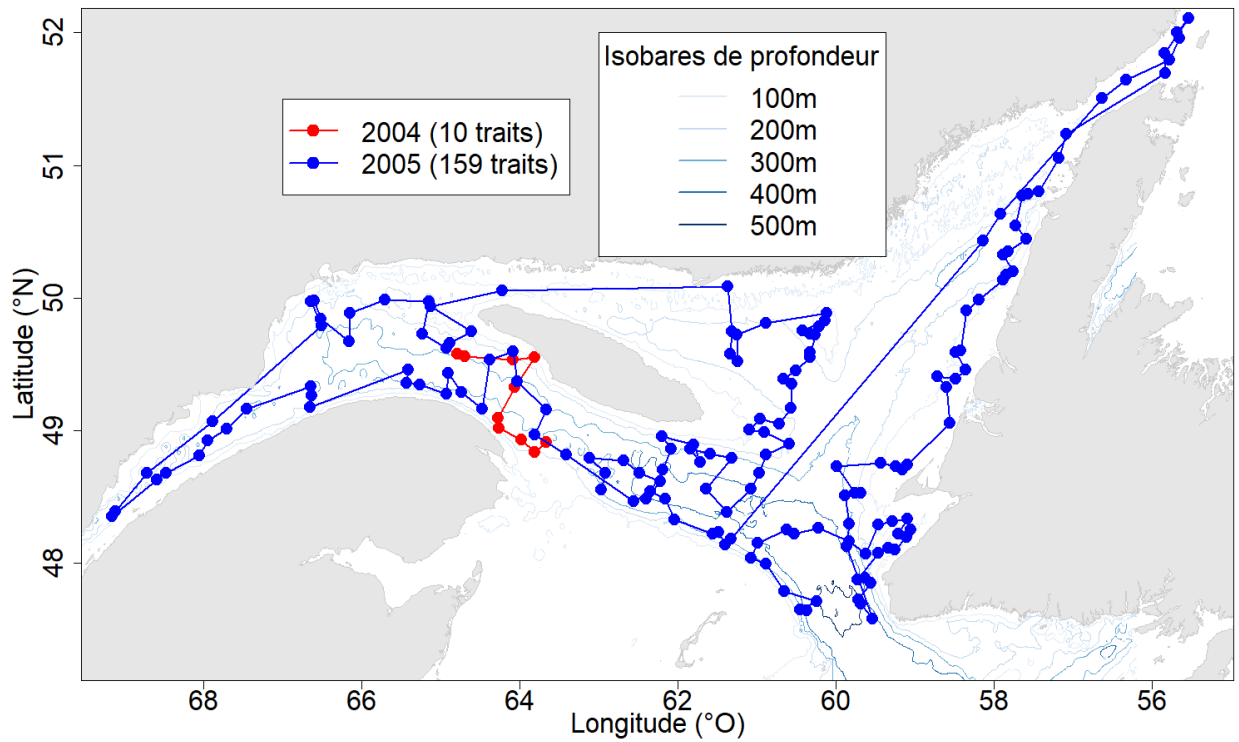 Isobares de profondeur
100m
200m
300m
400m
500m
2004 (10 traits)
2005 (159 traits)
52
51
50
49
48
Latitude (°N)
68
66
64
62
60
58
56
Longitude (°O)